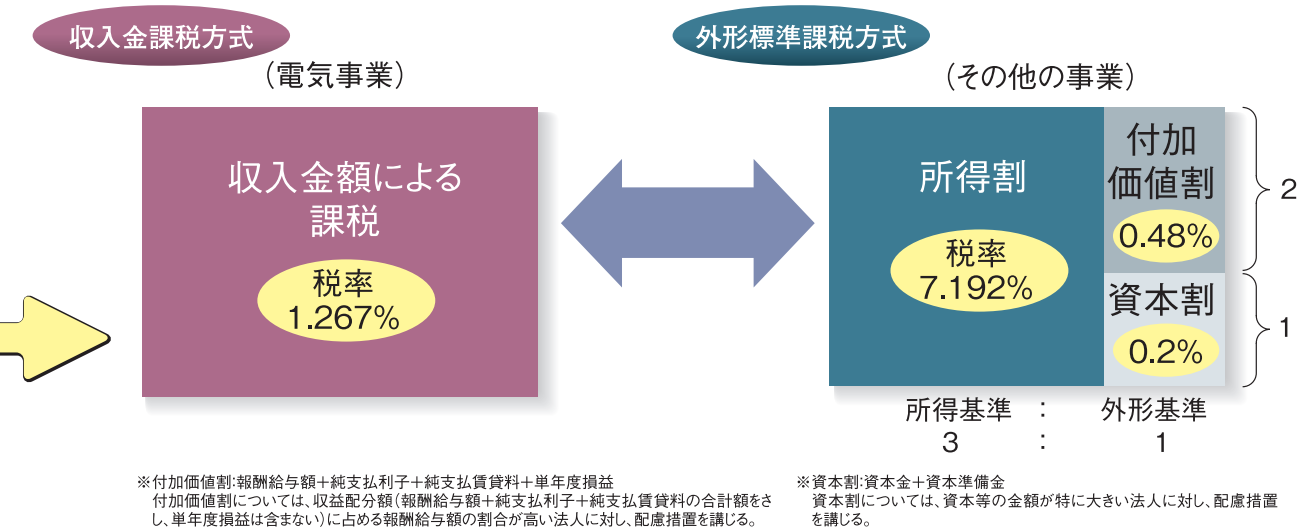 収入金課税方式
(電気事業)
収入金額による
課税
税率
1.267%
外形標準課税方式
(その他の事業)
所得割
税率
7.192%
付加
価値割
0.48%
資本割
0.2%
2
1
所得基準 : 外形基準
3 : 1
※付加価値割:報酬給与額+純支払利子+純支払賃貸料+単年度損益
付加価値割については、収益配分額(報酬給与額+純支払利子+純支払賃貸料の合計額をさ
し、単年度損益は含まない)に占める報酬給与額の割合が高い法人に対し、配慮措置を講じる。
※資本割:資本金+資本準備金
資本割については、資本等の金額が特に大きい法人に対し、配慮措置
を講じる。